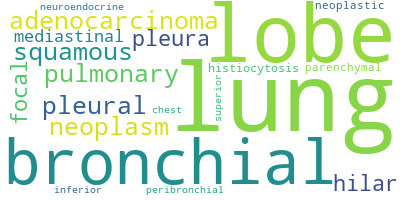 neuroendocrine
neoplastic
adenocarcinoma
lobe
mediastinal
pleura
squamous
histiocytosis
parenchymal
focal
pulmonary
lung
pleural
chest
superior
neoplasm
bronchial
hilar
inferior
peribronchial